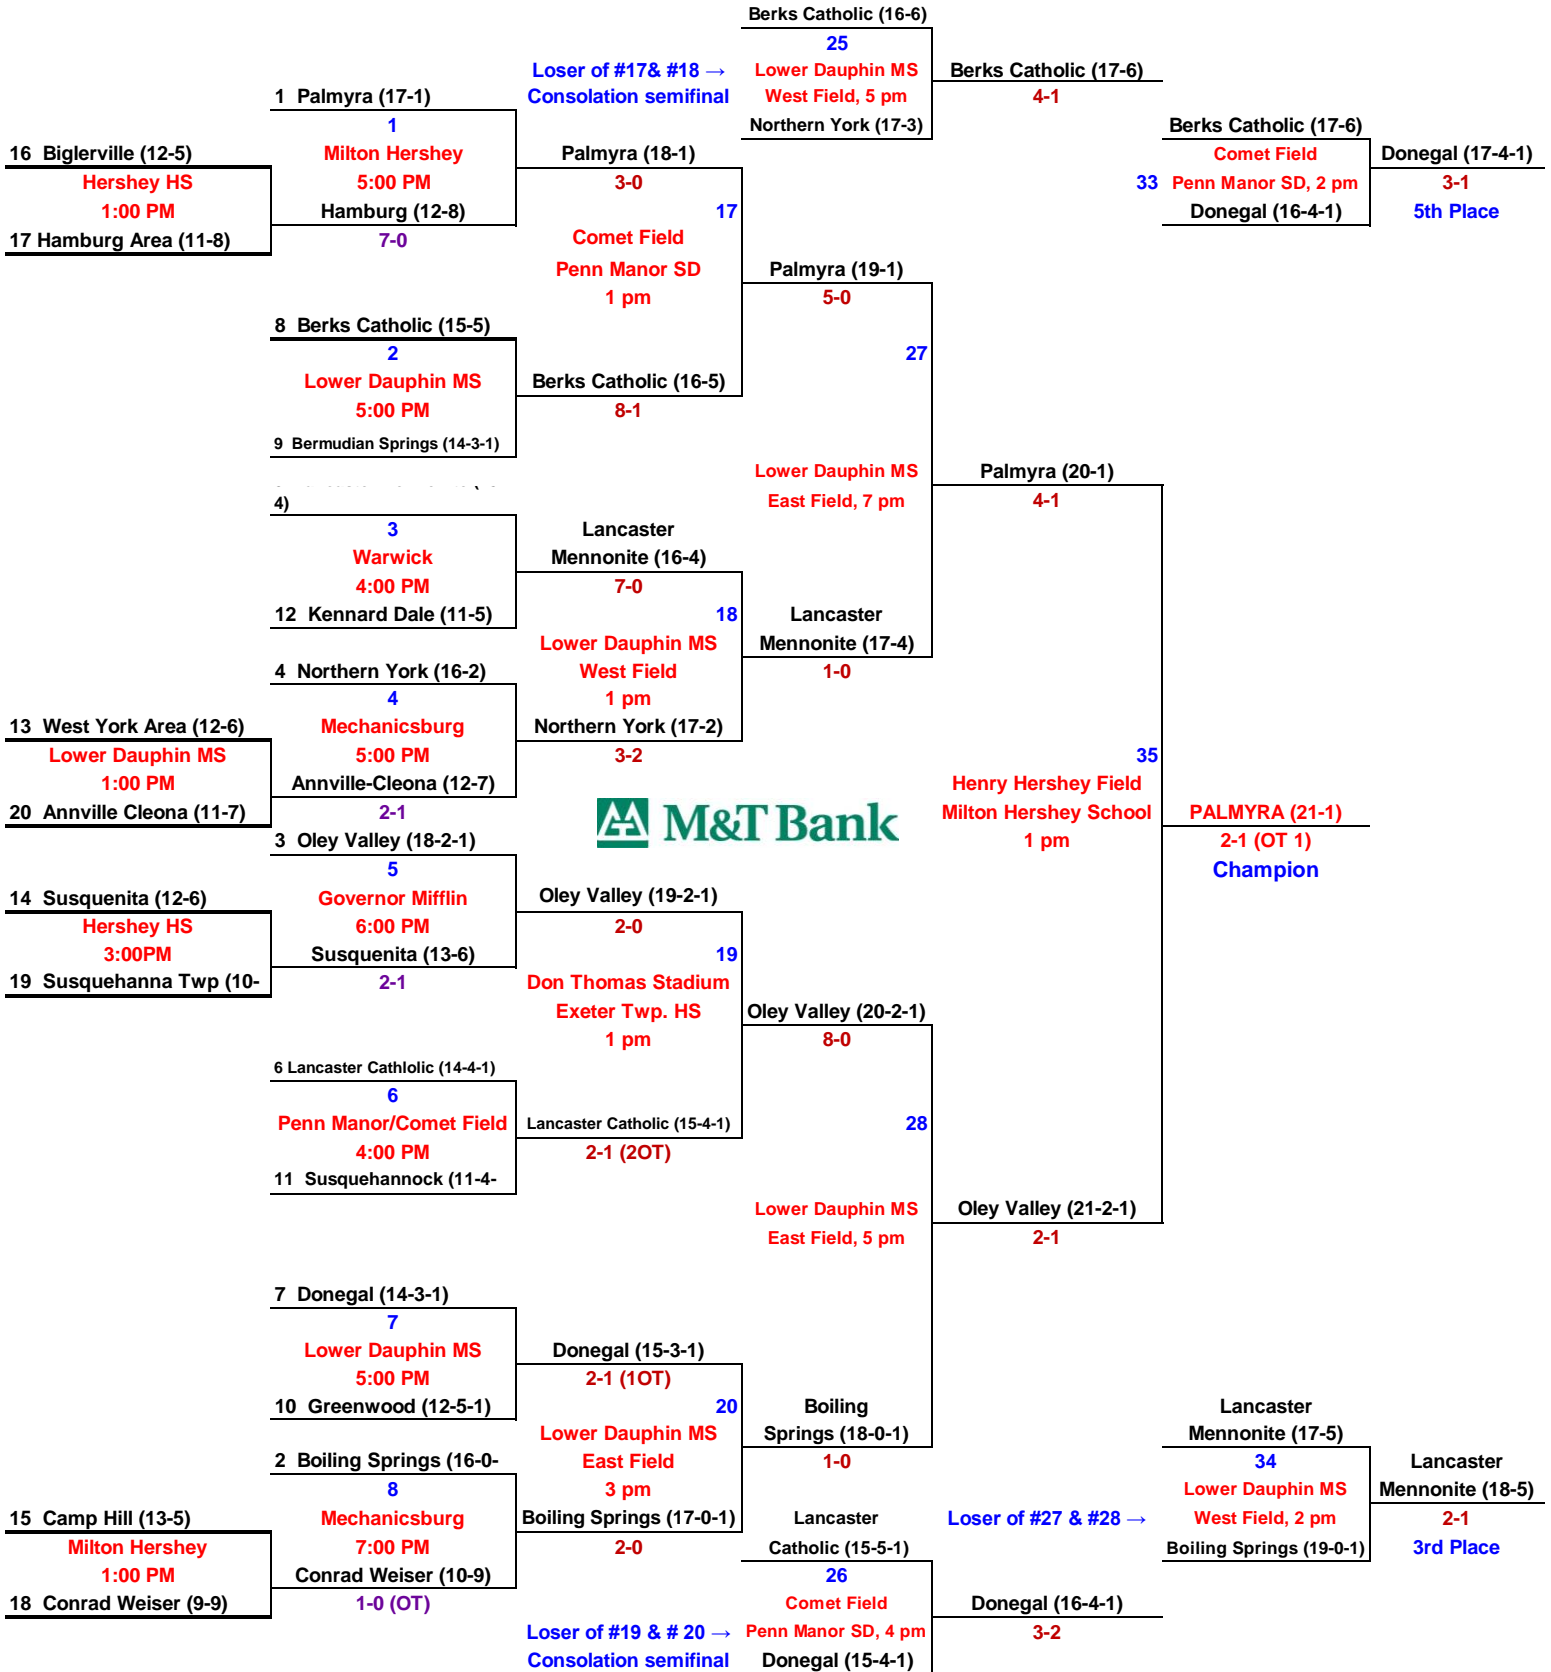 Berks Catholic (16-6)
25
Loser of #17& #18 →
Consolation semifinal
Lower Dauphin MS
West Field, 5 pm
Northern York (17-3)
Berks Catholic (17-6)
4-1
Berks Catholic (17-6)
Comet Field
33 Penn Manor SD, 2 pm
Donegal (16-4-1)
Donegal (17-4-1)
3-1
5th Place
1 Palmyra (17-1)
1
Milton Hershey
5:00 PM
Hamburg (12-8)
7-0
16 Biglerville (12-5)
Hershey HS
1:00 PM
17 Hamburg Area (11-8)
Palmyra (18-1)
3-0
17
Comet Field
Penn Manor SD
1 pm
Palmyra (19-1)
5-0
8 Berks Catholic (15-5)
2
Lower Dauphin MS
5:00 PM
9 Bermudian Springs (14-3-1)
Berks Catholic (16-5)
8-1
27
Lower Dauphin MS
East Field, 7 pm
Palmyra (20-1)
4-1
4)
3
Warwick
4:00 PM
12 Kennard Dale (11-5)
Lancaster
Mennonite (16-4)
7-0
18
Lower Dauphin MS
West Field
1 pm
Lancaster
Mennonite (17-4)
1-0
4 Northern York (16-2)
4
Mechanicsburg
5:00 PM
Annville-Cleona (12-7)
2-1
13 West York Area (12-6)
Lower Dauphin MS
1:00 PM
20 Annville Cleona (11-7)
Northern York (17-2)
3-2
M&T Bank
35
Henry Hershey Field
Milton Hershey School
1 pm
PALMYRA (21-1)
2-1 (OT 1)
Champion
3 Oley Valley (18-2-1)
5
Governor Mifflin
6:00 PM
Susquenita (13-6)
2-1
14 Susquenita (12-6)
Hershey HS
3:00PM
19 Susquehanna Twp (10-
Oley Valley (19-2-1)
2-0
19
Don Thomas Stadium
Exeter Twp. HS
1 pm
Oley Valley (20-2-1)
8-0
6 Lancaster Cathlolic (14-4-1)
6
Penn Manor/Comet Field
4:00 PM
11 Susquehannock (11-4-
Lancaster Catholic (15-4-1)
2-1 (2OT)
28
Lower Dauphin MS
East Field, 5 pm
Oley Valley (21-2-1)
2-1
7 Donegal (14-3-1)
7
Lower Dauphin MS
5:00 PM
10 Greenwood (12-5-1)
Donegal (15-3-1)
2-1 (1OT)
20
Lower Dauphin MS
East Field
3 pm
Boiling
Springs (18-0-1)
1-0
2 Boiling Springs (16-0-
8
Mechanicsburg
7:00 PM
Conrad Weiser (10-9)
1-0 (OT)
15 Camp Hill (13-5)
Milton Hershey
1:00 PM
18 Conrad Weiser (9-9)
Boiling Springs (17-0-1)
2-0
Lancaster
Catholic (15-5-1)
26
Comet Field
Penn Manor SD, 4 pm
Donegal (15-4-1)
Loser of #19 & # 20 →
Consolation semifinal
Donegal (16-4-1)
3-2
Loser of #27 & #28 →
Lancaster
Mennonite (17-5)
34
Lower Dauphin MS
West Field, 2 pm
Boiling Springs (19-0-1)
Lancaster
Mennonite (18-5)
2-1
3rd Place